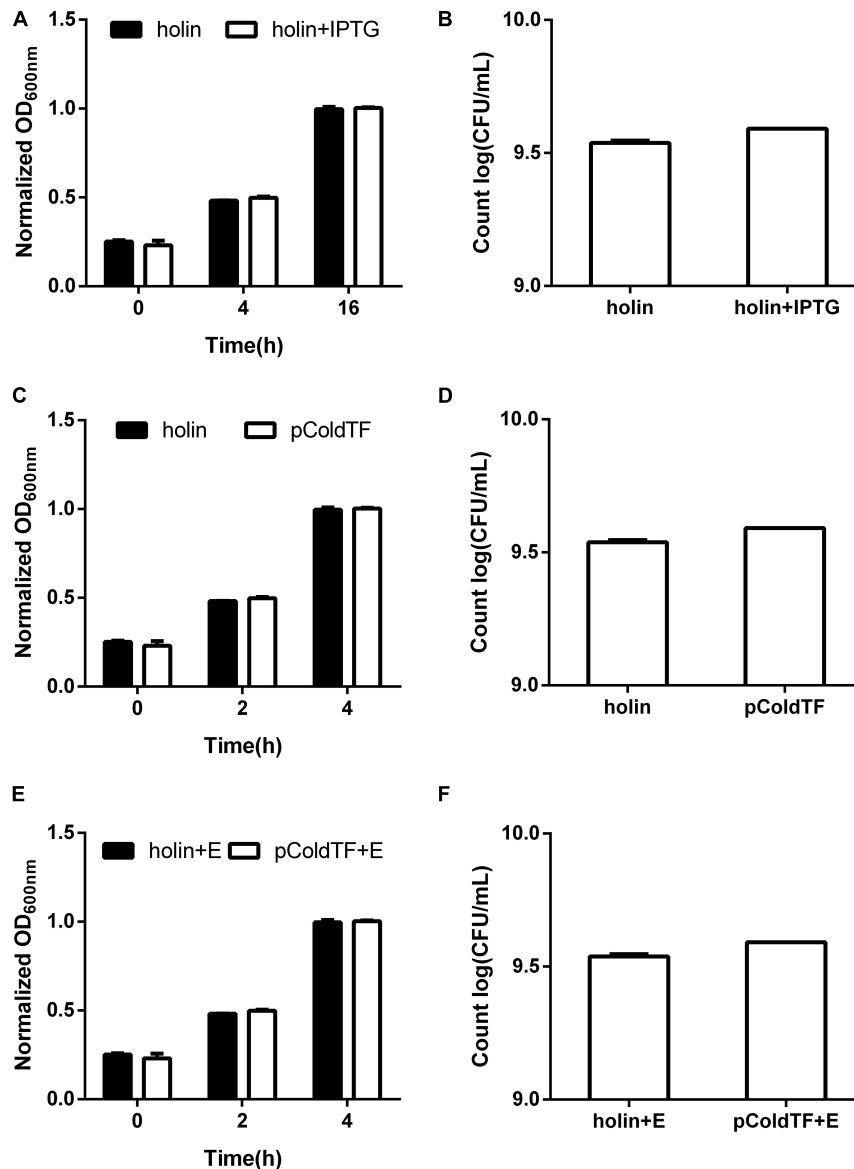 A
1.5
holin
holin+IPTG
Normalized OD600nm
1.0
0.5
0.0
0
4
16
Time(h)
B
10.0
Count log(CFU/mL)
9.5
9.0
holin
holin+IPTG
C
1.5
holin
pColdTF
Normalized OD600nm
1.0
0.5
0.0
0
2
4
Time(h)
D
10.0
Count log(CFU/mL)
9.5
9.0
holin
pColdTF
E
1.5
holin+E
pColdTF+E
Normalized OD600nm
1.0
0.5
0.0
0
2
4
Time(h)
F
10.0
Count log(CFU/mL)
9.5
9.0
holin+E
pColdTF+E